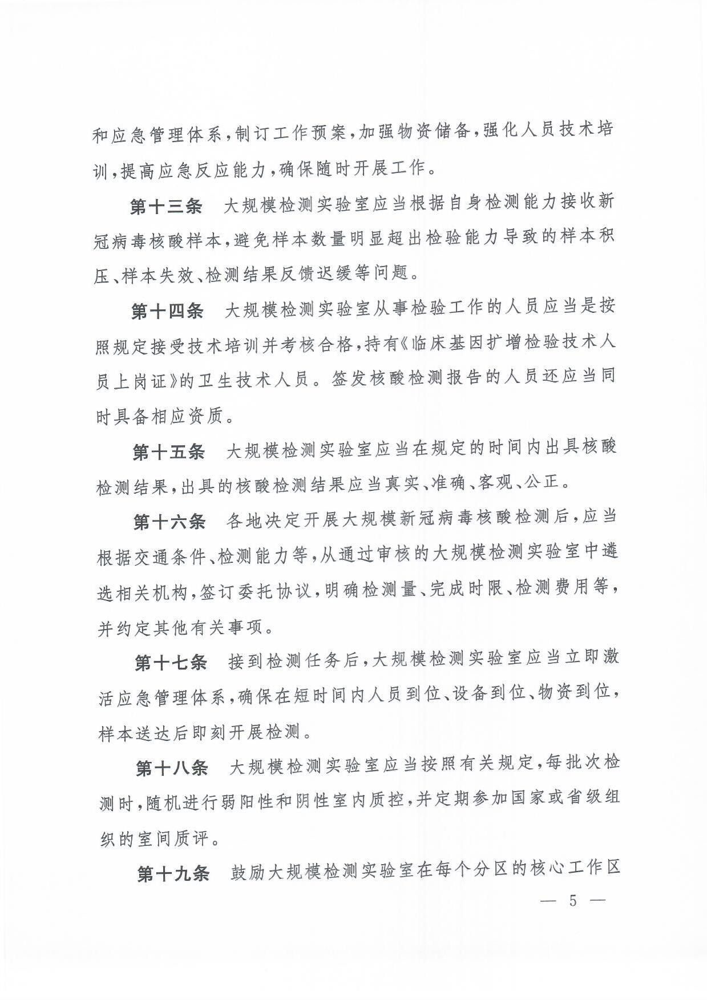 和应急管理体系,制订工作预案,加强物资储备,强化人员技术培
训,提高应急反应能力,确保随时开展工作。
第十三条 大规模检测实验室应当根据自身检测能力接收新
冠病毒核酸样本,避免样本数量明显超出检验能力导致的样本积
压、样本失效、检测结果反馈迟缓等问题。
第十四条 大规模检测实验室从事检验工作的人员应当是按
照规定接受技术培训并考核合格,持有《临床基因扩增检验技术人
员上岗证》的卫生技术人员。签发核酸检测报告的人员还应当同
时具备相应资质。
第十五条 大规模检测实验室应当在规定的时间内出具核酸
检测结果,出具的核酸检测结果应当真实、准确、客观、公正。
第十六条 各地决定开展大规模新冠病毒核酸检测后,应当
根据交通条件、检测能力等,从通过审核的大规模检测实验室中遴
选相关机构,签订委托协议,明确检测量、完成时限、检测费用等,
并约定其他有关事项。
第十七条 接到检测任务后,大规模检测实验室应当立即激
活应急管理体系,确保在短时间内人员到位、设备到位、物资到位,
样本送达后即刻开展检测。
第十八条 大规模检测实验室应当按照有关规定,每批次检
测时,随机进行弱阳性和阴性室内质控,并定期参加国家或省级组
织的室间质评。
第十九条 鼓励大规模检测实验室在每个分区的核心工作区
— 5 —